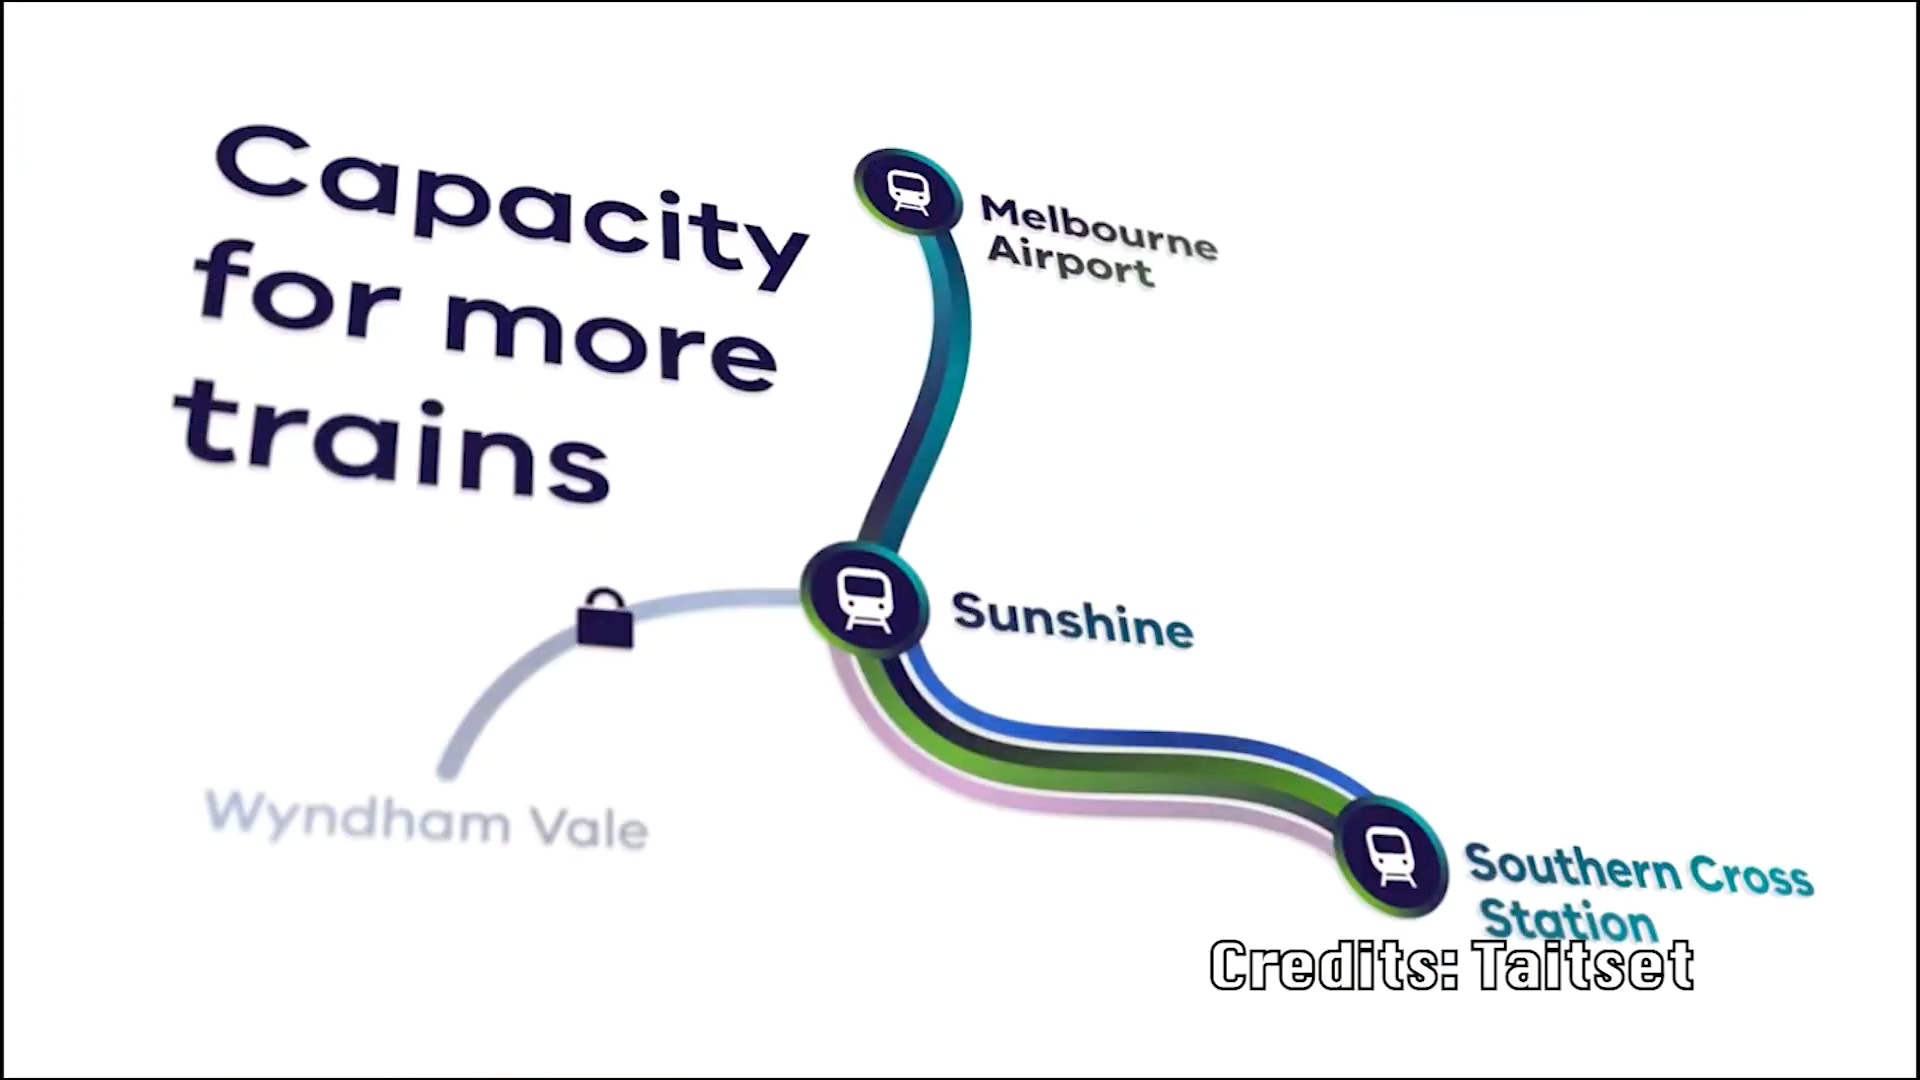 Capacity
for more
trains
Melbourne
Airport
Sunshine
Wyndham Vale
Southern Cross
Station
Credits: Taitset